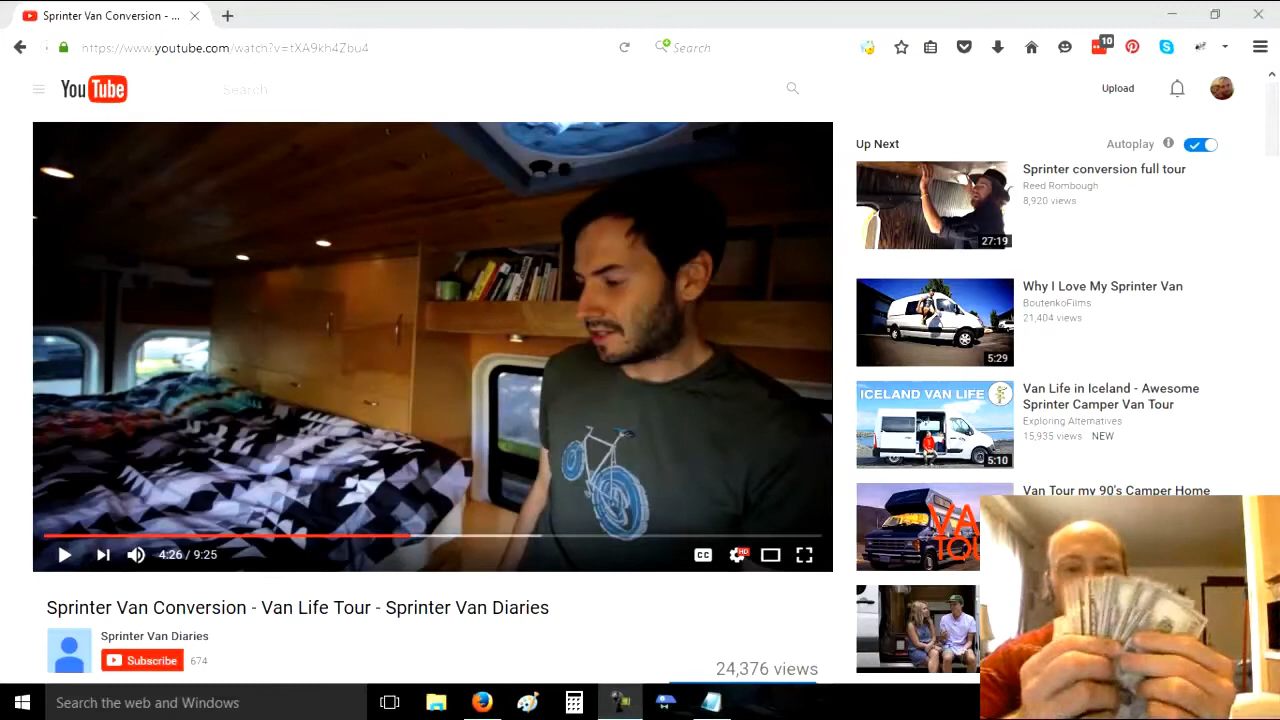 Sprinter Van Conversion - ...
https://www.youtube.com/watch?v=tXA9kh4Zbu4
Search
10
YouTube
Search
Upload
Up Next
Autoplay
Sprinter conversion full tour
Reed Rombough
8,920 views
27:19
Why I Love My Sprinter Van
BoutenkoFilms
21,404 views
5:29
ICELAND VAN LIFE
Van Life in Iceland - Awesome
Sprinter Camper Van Tour
Exploring Alternatives
15,935 views NEW
5:10
Van Tour my 90's Camper Home
4:26 / 9:25
CC
HD
Sprinter Van Conversion - Van Life Tour - Sprinter Van Diaries
Sprinter Van Diaries
Subscribe 674
24,376 views
Search the web and Windows